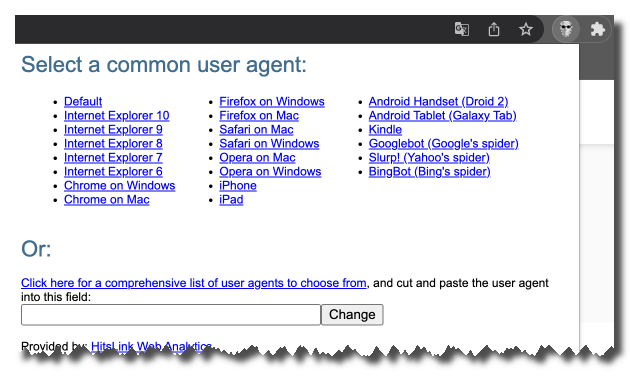 Select a common user agent:
Default
Internet Explorer 10
Internet Explorer 9
Internet Explorer 8
Internet Explorer 7
Internet Explorer 6
Chrome on Windows
Chrome on Mac
Firefox on Windows
Firefox on Mac
Safari on Mac
Safari on Windows
Opera on Mac
Opera on Windows
iPhone
iPad
Android Handset (Droid 2)
Android Tablet (Galaxy Tab)
Kindle
Googlebot (Google's spider)
Slurp! (Yahoo's spider)
BingBot (Bing's spider)
Or:
Click here for a comprehensive list of user agents to choose from, and cut and paste the user agent
into this field:
Change
Provided by: HitsLink Web Analytics